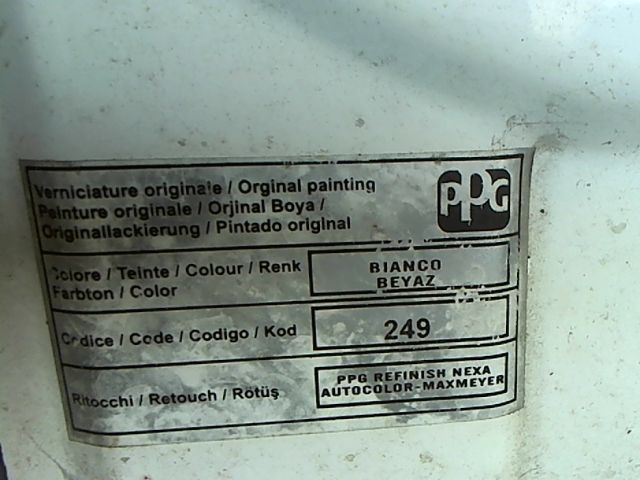 Verniciature originale / Orginal painting
Peinture originale / Orjinal Boya /
Originallackierung / Pintado original
PPG
Colore / Teinte / Colour / Renk
Farbton / Color
BIANCO
BEYAZ
Codice / Code / Codigo / Kod
249
Ritocchi / Retouch / Rötüş
PPG REFINISH NEXA
AUTOCOLOR-MAXMEYER